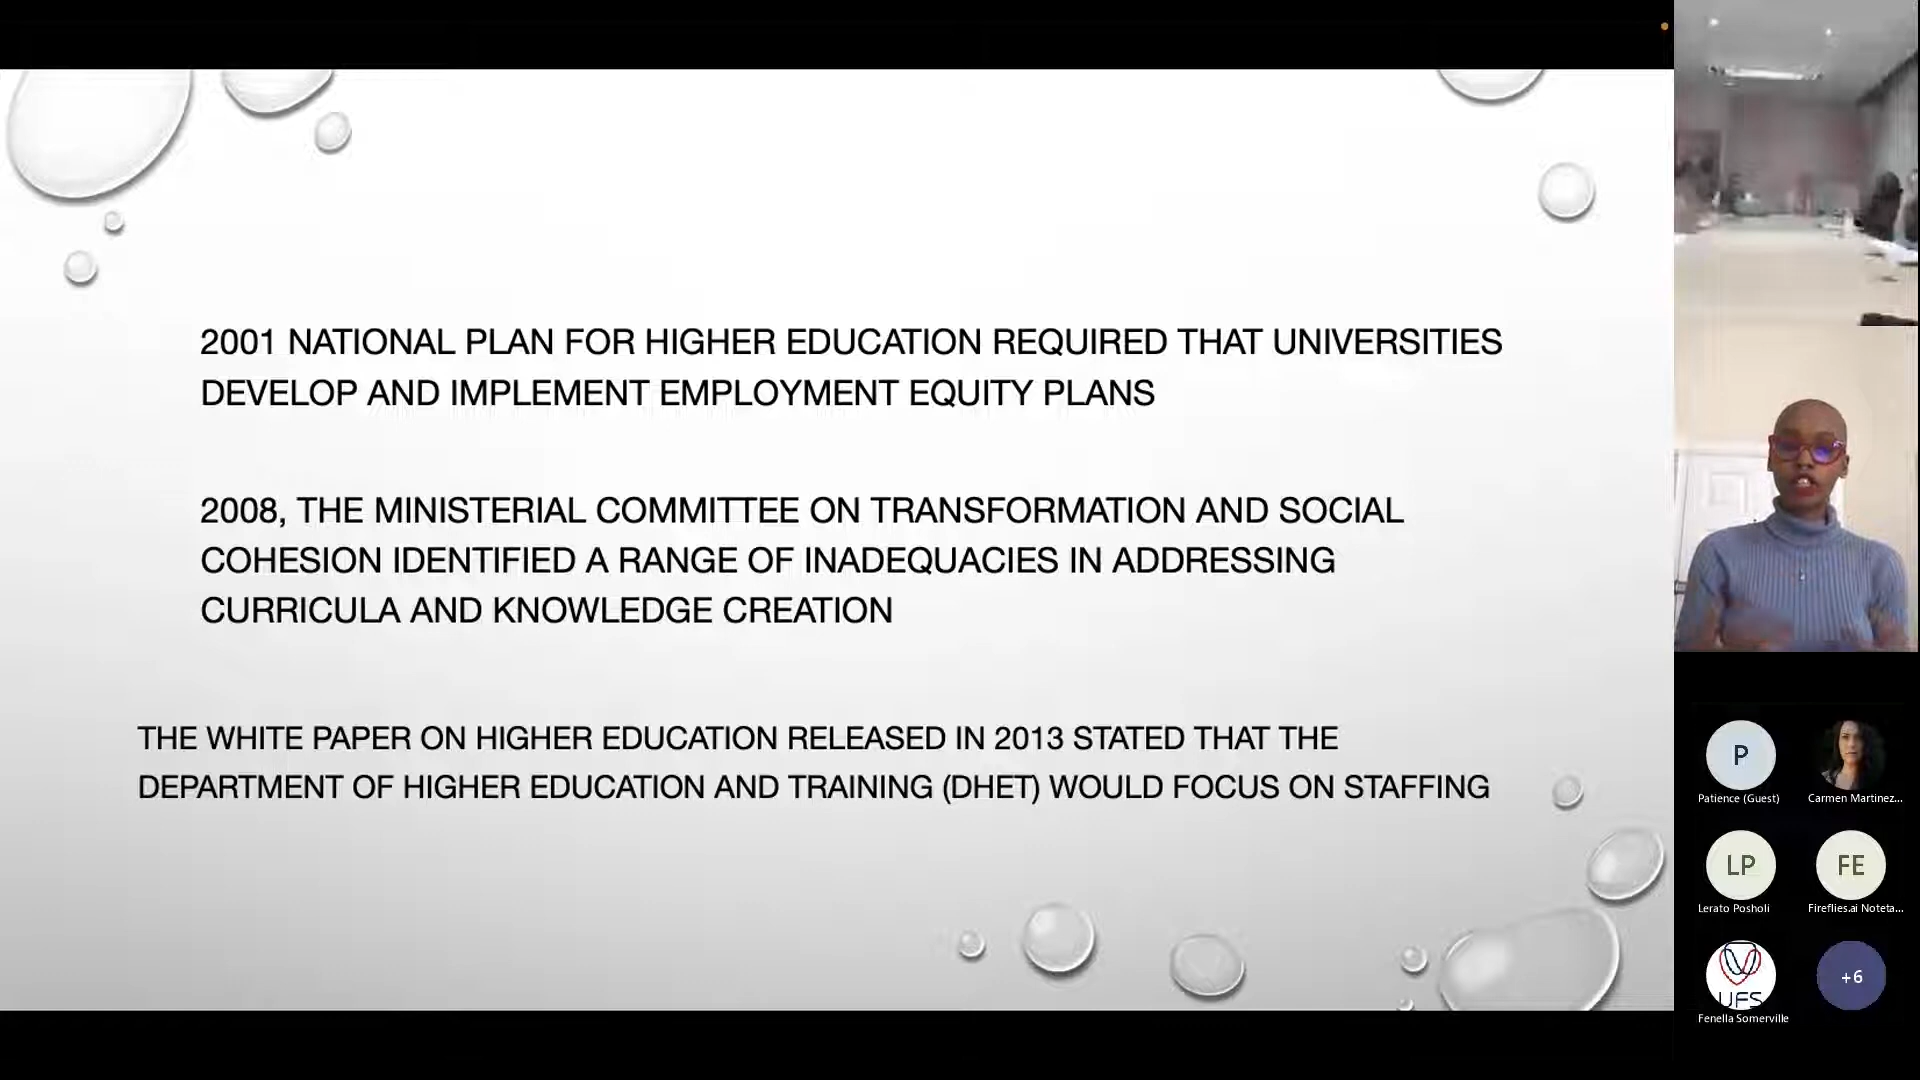 2001 NATIONAL PLAN FOR HIGHER EDUCATION REQUIRED THAT UNIVERSITIES
DEVELOP AND IMPLEMENT EMPLOYMENT EQUITY PLANS
2008, THE MINISTERIAL COMMITTEE ON TRANSFORMATION AND SOCIAL
COHESION IDENTIFIED A RANGE OF INADEQUACIES IN ADDRESSING
CURRICULA AND KNOWLEDGE CREATION
THE WHITE PAPER ON HIGHER EDUCATION RELEASED IN 2013 STATED THAT THE
DEPARTMENT OF HIGHER EDUCATION AND TRAINING (DHET) WOULD FOCUS ON STAFFING
P
Patience (Guest)
Carmen Martinez...
LP
FE
Lerato Posholi
Fireflies.ai Noteta...
UFS
+6
Fenella Somerville